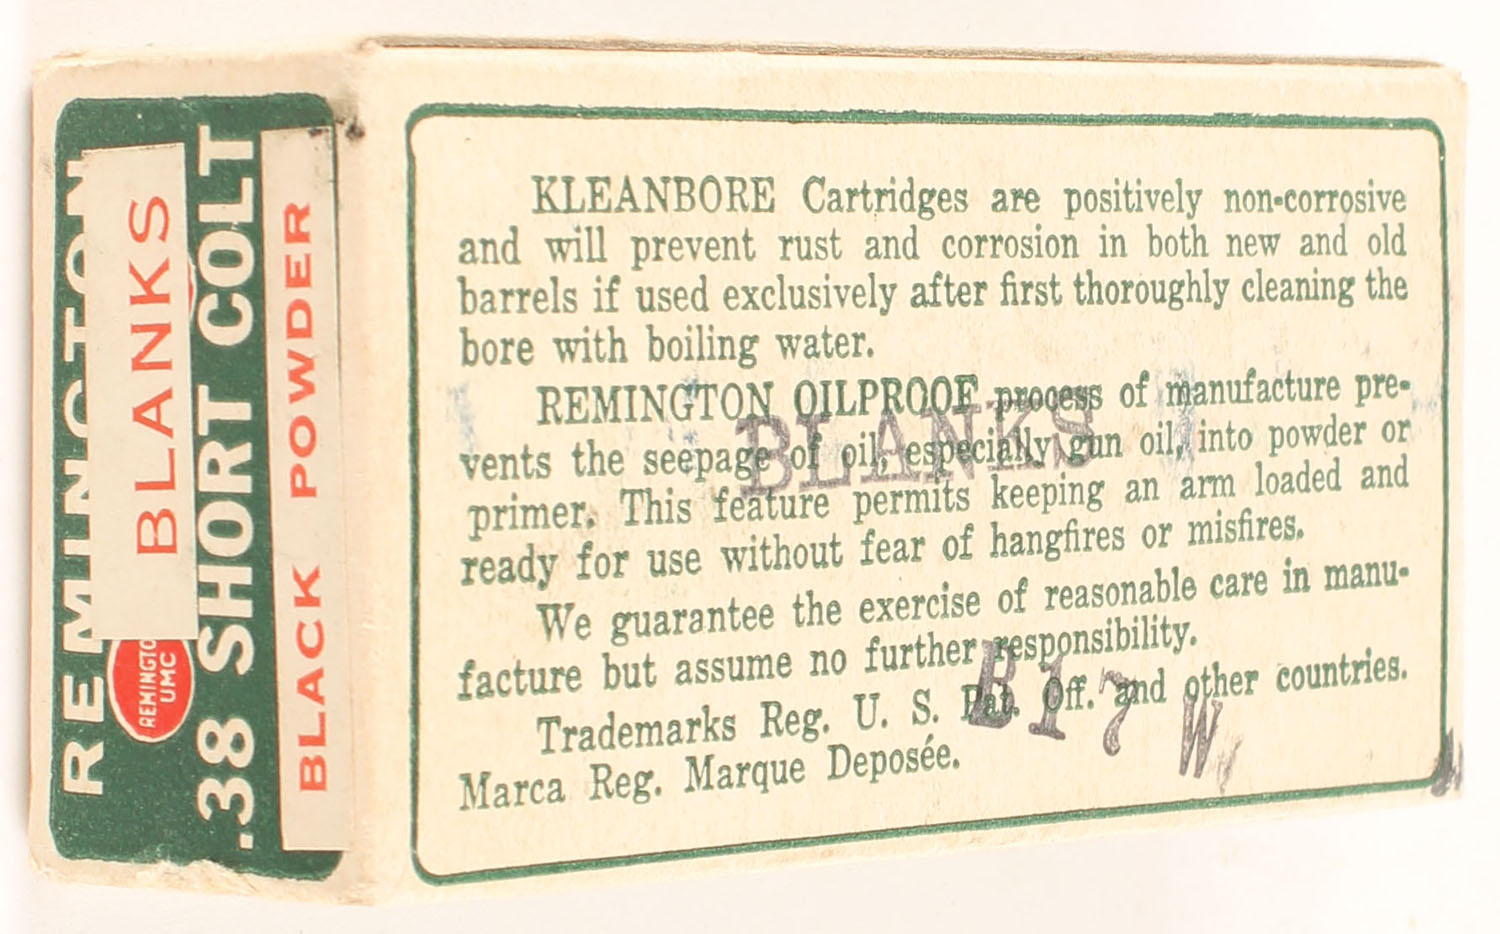 REMINGTON
BLANKS
REMINGTO
UMC
.38 SHORT COLT
BLACK POWDER
KLEANBORE Cartridges are positively non-corrosive
and will prevent rust and corrosion in both new and old
barrels if used exclusively after first thoroughly cleaning the
bore with boiling water.
REMINGTON OILPROOF process of manufacture pre-
vents the seepage of oil, especially gun oil, into powder or
primer. This feature permits keeping an arm loaded and
ready for use without fear of hangfires or misfires.
We guarantee the exercise of reasonable care in manu-
facture but assume no further responsibility.
Trademarks Reg. U. S. Pat. Off. and other countries.
Marca Reg. Marque Deposée.
BLANKS
B17W